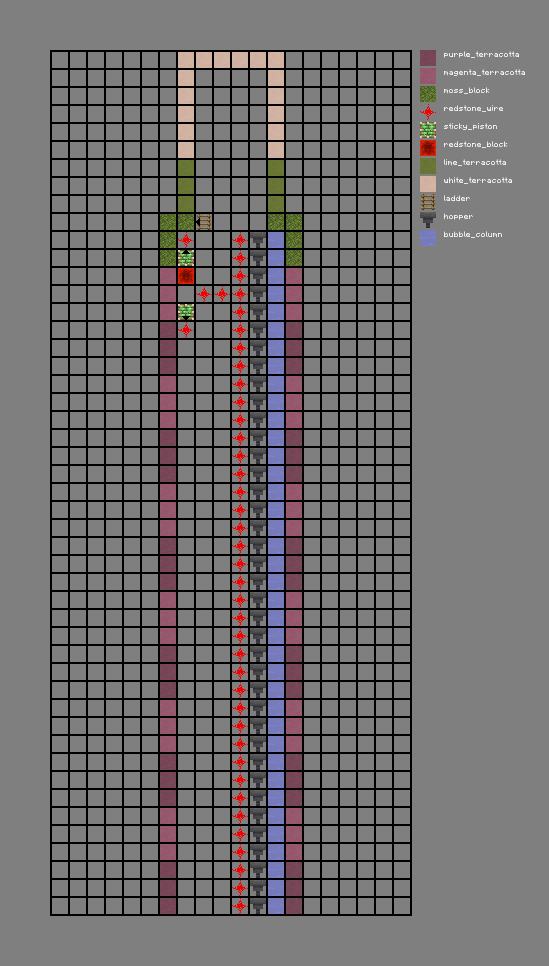 purple_terracotta
magenta_terracotta
moss_block
redstone_wire
sticky_piston
redstone_block
lime_terracotta
white_terracotta
ladder
hopper
bubble_column